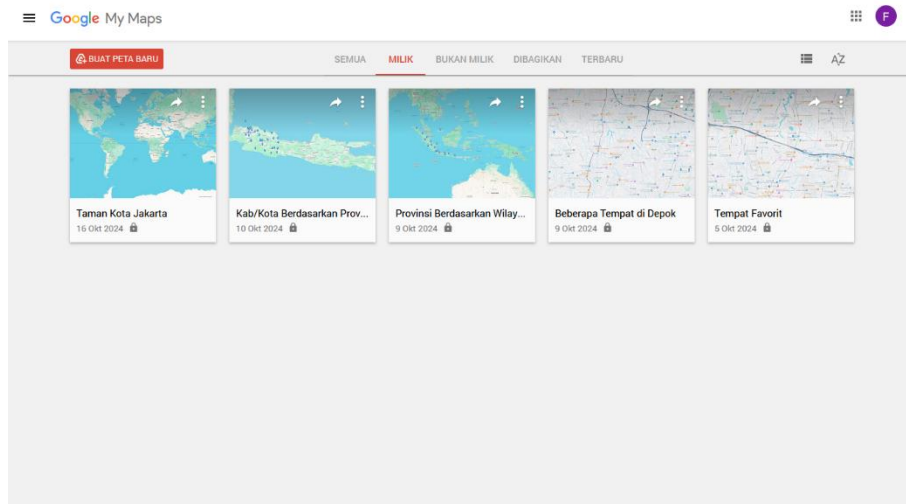 Google My Maps
F
BUAT PETA BARU
SEMUA MILIK BUKAN MILIK DIBAGIKAN TERBARU
AZ
Taman Kota Jakarta
16 Okt 2024
Kab/Kota Berdasarkan Prov...
10 Okt 2024
Provinsi Berdasarkan Wilay...
9 Okt 2024
Beberapa Tempat di Depok
9 Okt 2024
Tempat Favorit
5 Okt 2024